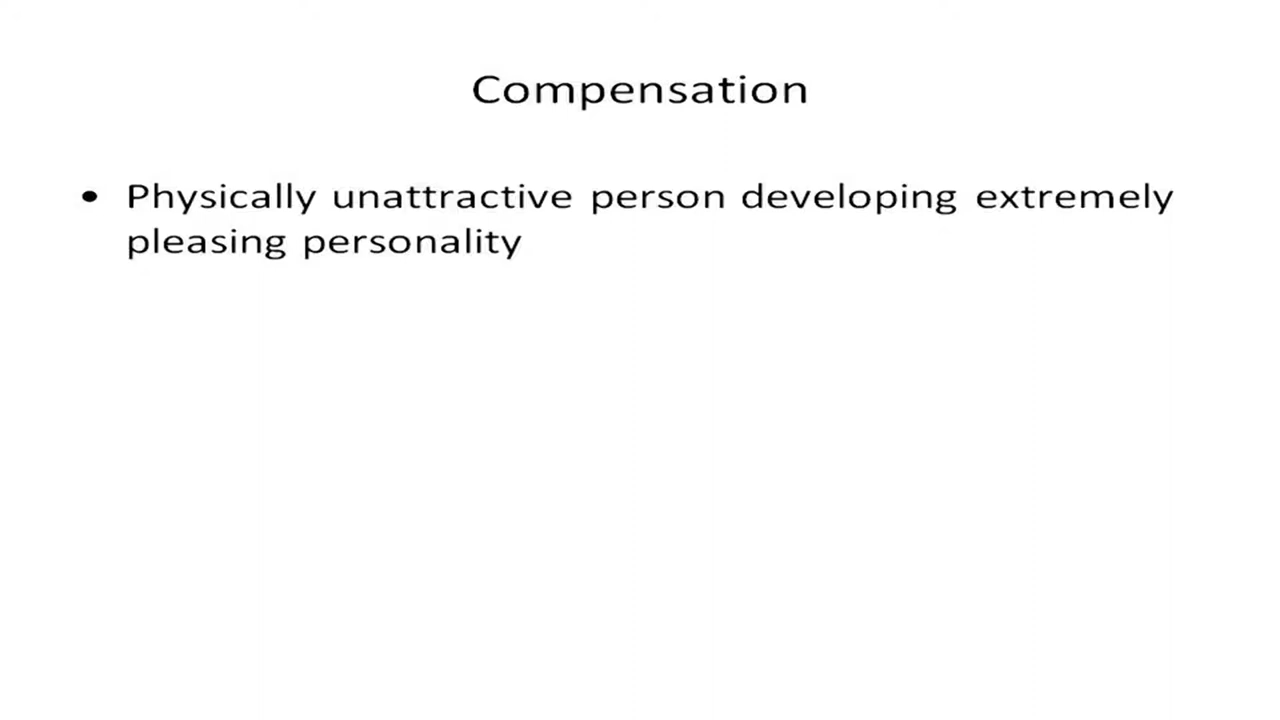 Compensation
• Physically unattractive person developing extremely
pleasing personality